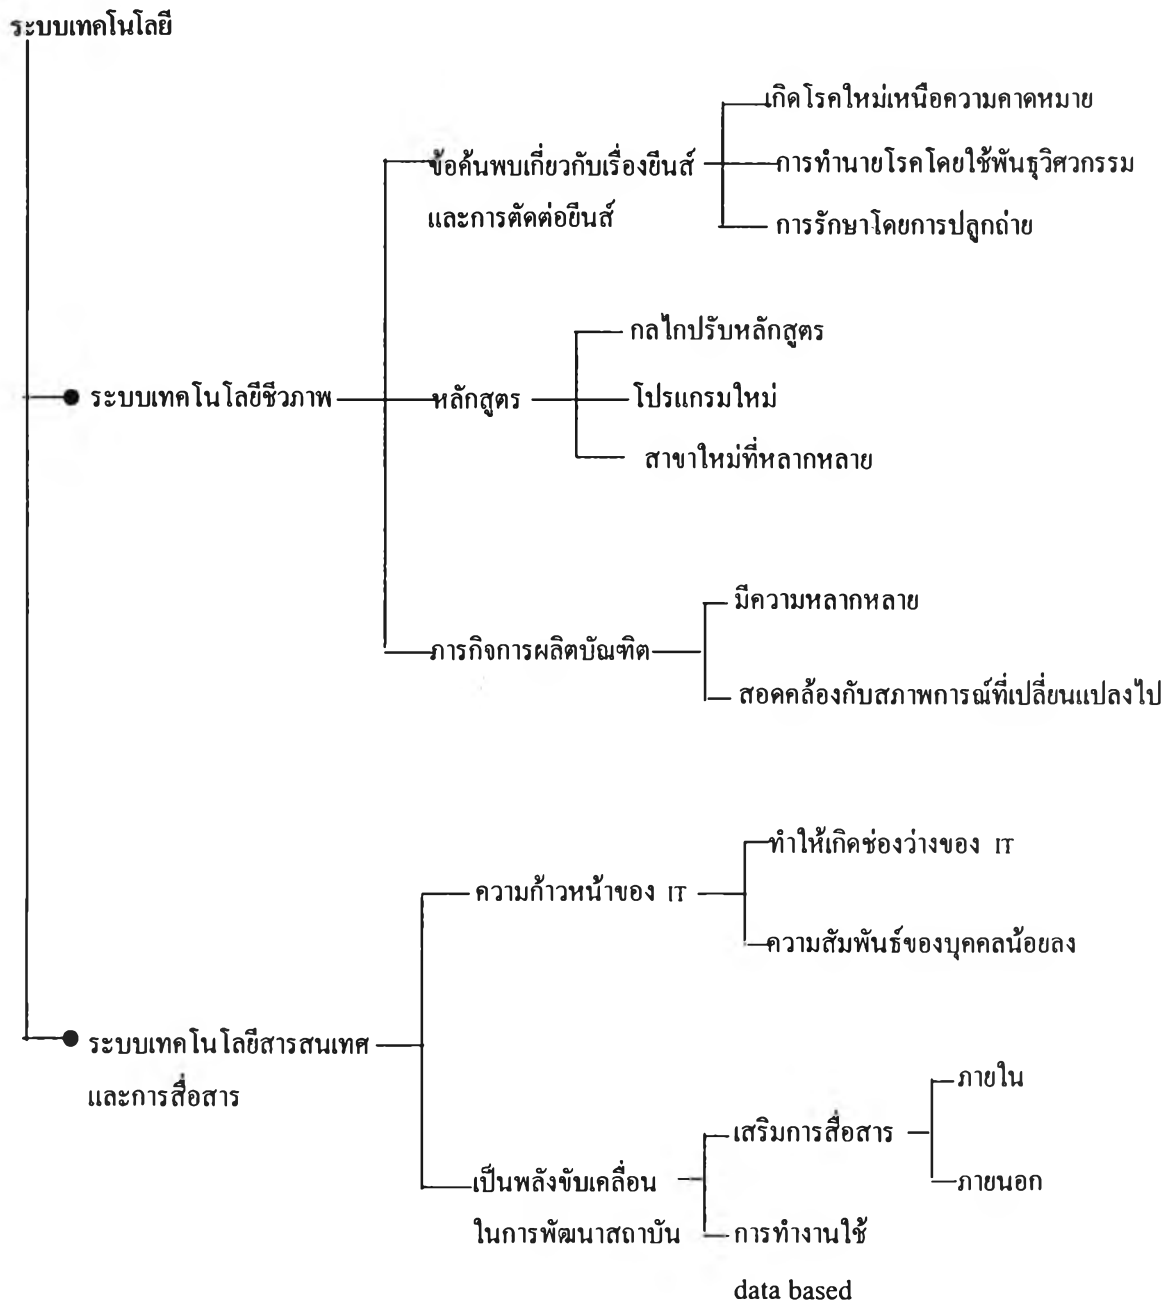 ระบบเทคโนโลยี
เกิดโรคใหม่เหนือความคาดหมาย
ข้อค้นพบเกี่ยวกับเรื่องยีนส์
การทำนายโรคโดยใช้พันธุวิศวกรรม
และการตัดต่อยีนส์
การรักษาโดยการปลูกถ่าย
กลไกปรับหลักสูตร
ระบบเทคโนโลยีชีวภาพ
หลักสูตร
โปรแกรมใหม่
สาขาใหม่ที่หลากหลาย
มีความหลากหลาย
ภารกิจการผลิตบัณฑิต
สอดคล้องกับสภาพการณ์ที่เปลี่ยนแปลงไป
ทำให้เกิดช่องว่างของ IT
ความก้าวหน้าของ IT
ความสัมพันธ์ของบุคคลน้อยลง
ระบบเทคโนโลยีสารสนเทศ
และการสื่อสาร
ภายใน
เสริมการสื่อสาร
เป็นพลังขับเคลื่อน
ภายนอก
ในการพัฒนาสถาบัน
การทำงานใช้
data based